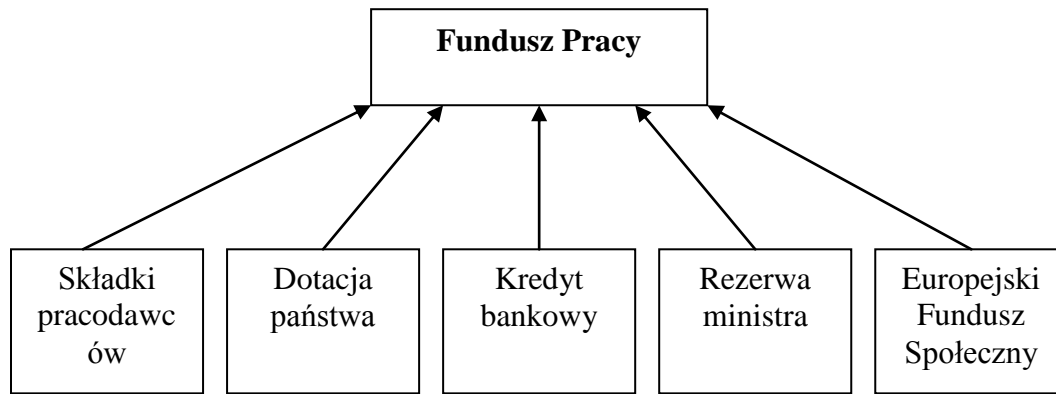 Fundusz Pracy
Składki
pracodawc
ów
Dotacja
państwa
Kredyt
bankowy
Rezerwa
ministra
Europejski
Fundusz
Społeczny